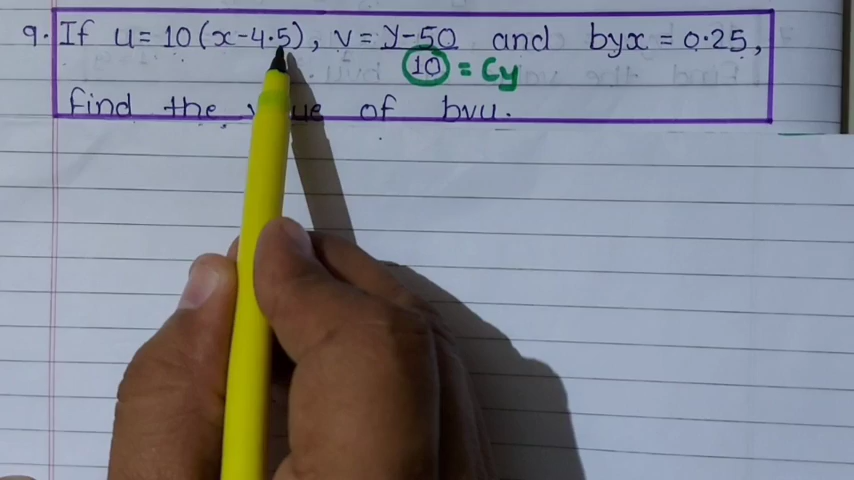 9. If u = 10(x-4.5), v = y-50 and byx = 0.25,
10 = Cy
Find the of bvu.